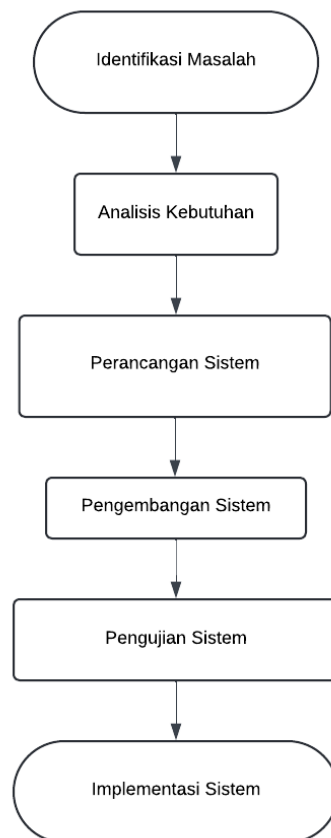 Identifikasi Masalah
Analisis Kebutuhan
Perancangan Sistem
Pengembangan Sistem
Pengujian Sistem
Implementasi Sistem